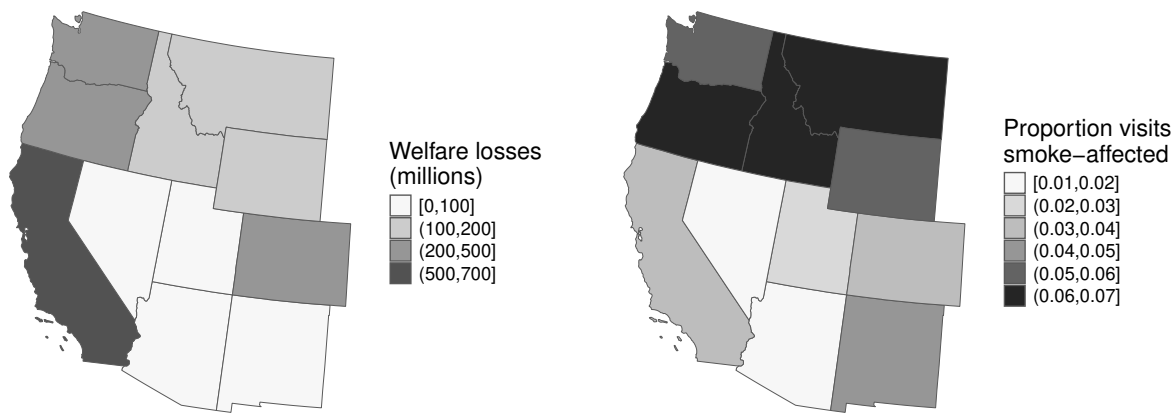 Welfare losses
(millions)
[0,100]
(100,200]
(200,500]
(500,700]
Proportion visits
smoke−affected
[0.01,0.02]
(0.02,0.03]
(0.03,0.04]
(0.04,0.05]
(0.05,0.06]
(0.06,0.07]